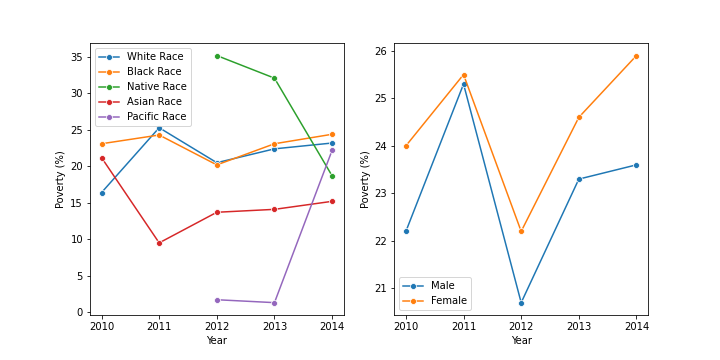 35
30
25
20
15
10
5
0
Poverty (%)
White Race
Black Race
Native Race
Asian Race
Pacific Race
2010 2011 2012 2013 2014
Year
26
25
24
23
22
21
Poverty (%)
Male
Female
2010 2011 2012 2013 2014
Year